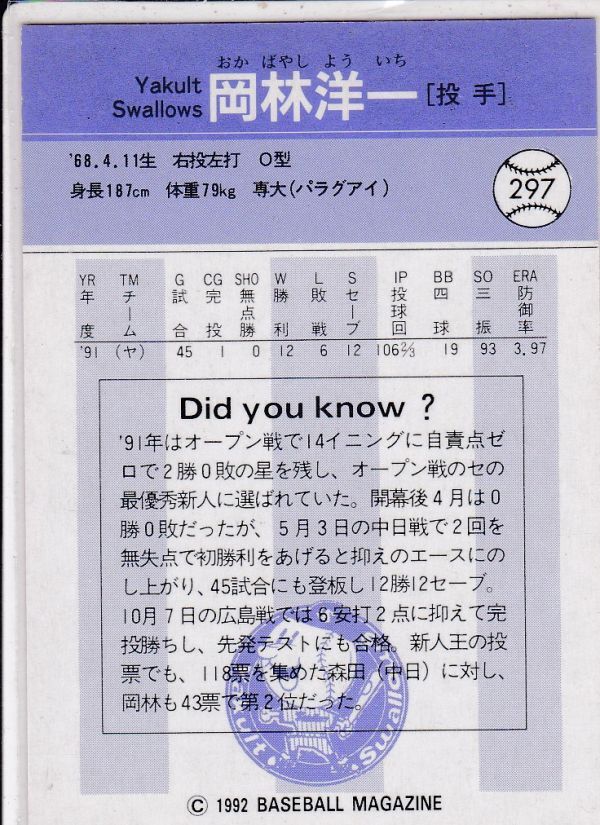 おか ばやし よう いち
Yakult
Swallows
岡林洋一 [投 手]
'68.4.11生 右投左打 O型
身長187cm 体重79kg 専大(パラグアイ)
297
YR TM G CG SHO W L S IP BB SO ERA
年度 チーム 試合 完投 無点勝 勝利 敗戦 セーブ 投球回 四球 三振 防御率
'91 (ヤ) 45 1 0 12 6 12 106⅔ 19 93 3.97
Did you know ?
'91年はオープン戦で14イニングに自責点ゼ
ロで2勝0敗の星を残し、オープン戦のセの
最優秀新人に選ばれていた。開幕後4月は0
勝0敗だったが、5月3日の中日戦で2回を
無失点で初勝利をあげると抑えのエースにの
し上がり、45試合にも登板し12勝12セーブ。
10月7日の広島戦では6安打2点に抑えて完
投勝ちし、先発テストにも合格。新人王の投
票でも、118票を集めた森田(中日)に対し、
岡林も43票で第2位だった。
© 1992 BASEBALL MAGAZINE